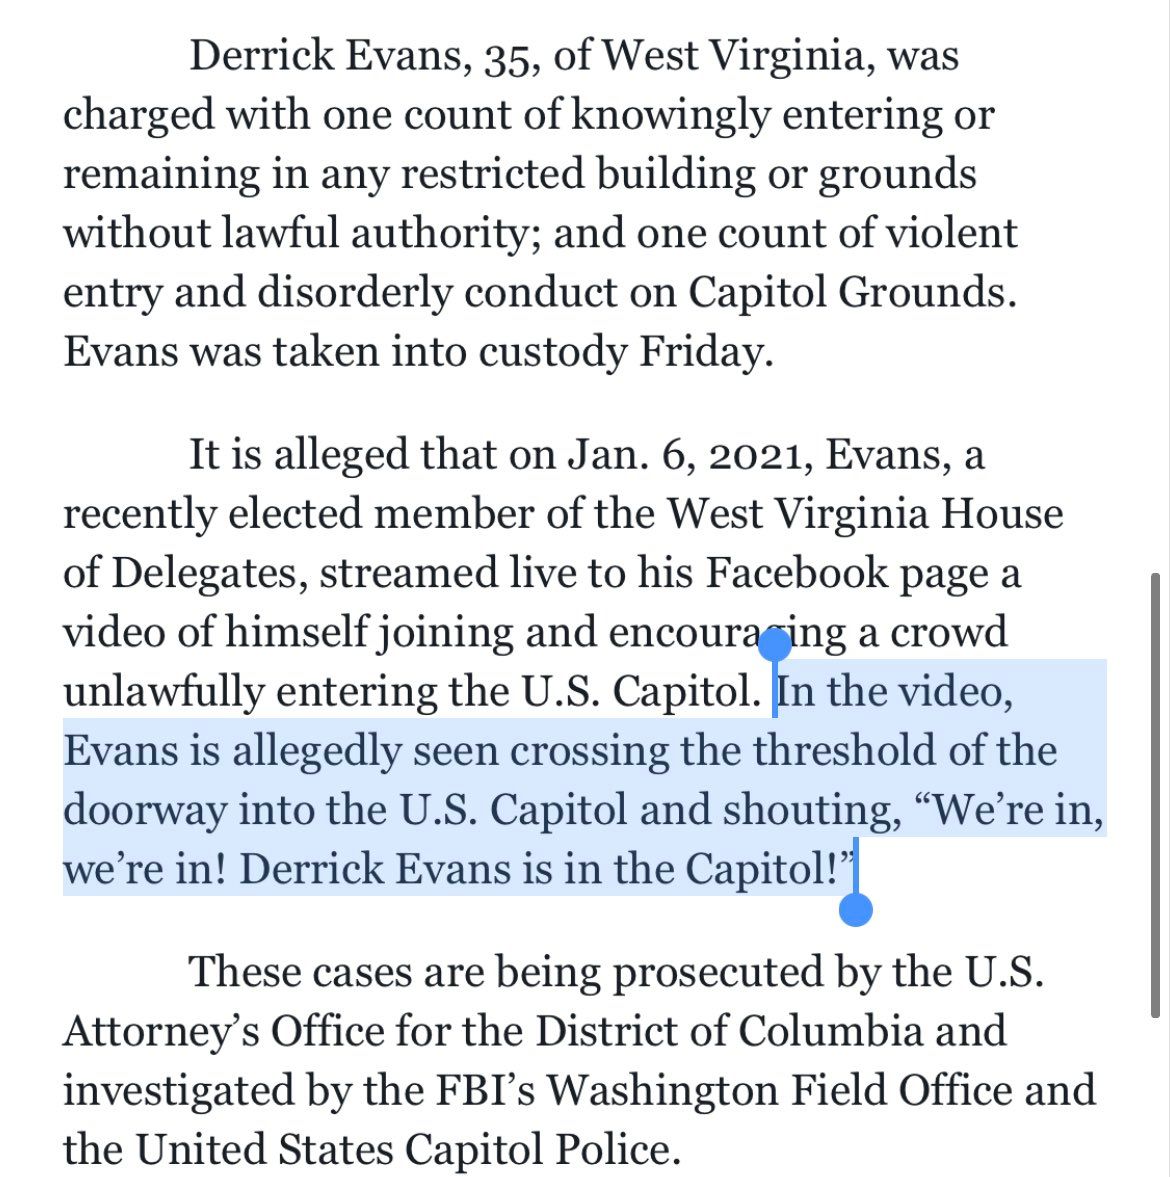 Derrick Evans, 35, of West Virginia, was
charged with one count of knowingly entering or
remaining in any restricted building or grounds
without lawful authority; and one count of violent
entry and disorderly conduct on Capitol Grounds.
Evans was taken into custody Friday.
It is alleged that on Jan. 6, 2021, Evans, a
recently elected member of the West Virginia House
of Delegates, streamed live to his Facebook page a
video of himself joining and encouraging a crowd
unlawfully entering the U.S. Capitol. In the video,
Evans is allegedly seen crossing the threshold of the
doorway into the U.S. Capitol and shouting, “We’re in,
we’re in! Derrick Evans is in the Capitol!”
These cases are being prosecuted by the U.S.
Attorney’s Office for the District of Columbia and
investigated by the FBI’s Washington Field Office and
the United States Capitol Police.